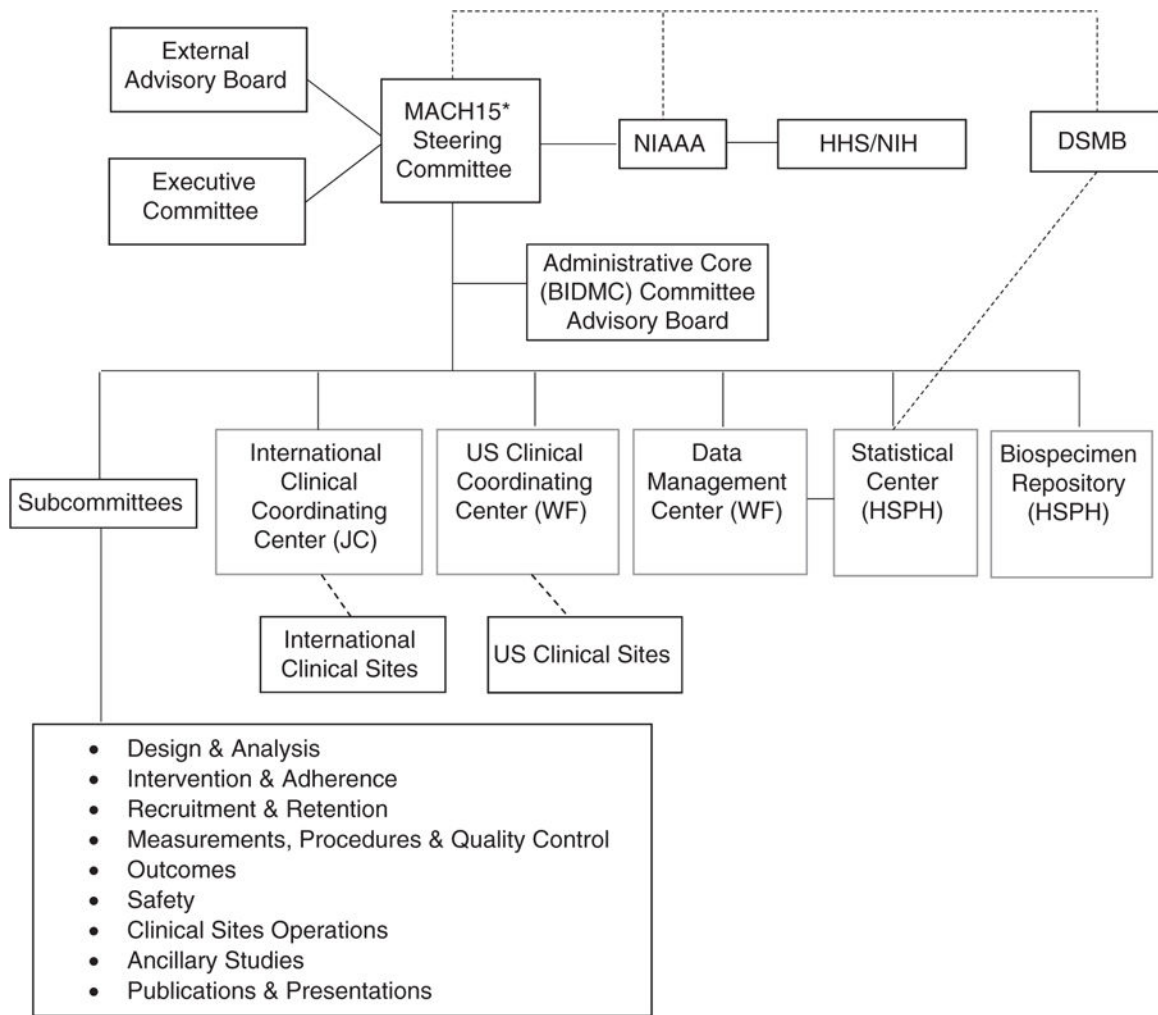 External
Advisory Board
MACH15*
Steering
Committee
NIAAA
HHS/NIH
DSMB
Executive
Committee
Administrative Core
(BIDMC) Committee
Advisory Board
Subcommittees
International
Clinical
Coordinating
Center (JC)
US Clinical
Coordinating
Center (WF)
Data
Management
Center (WF)
Statistical
Center
(HSPH)
Biospecimen
Repository
(HSPH)
International
Clinical Sites
US Clinical Sites
• Design & Analysis
• Intervention & Adherence
• Recruitment & Retention
• Measurements, Procedures & Quality Control
• Outcomes
• Safety
• Clinical Sites Operations
• Ancillary Studies
• Publications & Presentations